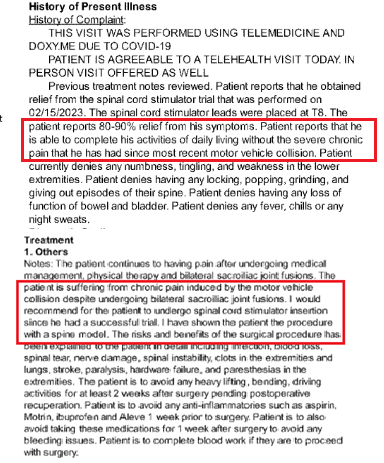 History of Present Illness
History of Complaint:
THIS VISIT WAS PERFORMED USING TELEMEDICINE AND
DOXY.ME DUE TO COVID-19
PATIENT IS AGREEABLE TO A TELEHEALTH VISIT TODAY. IN
PERSON VISIT OFFERED AS WELL
Previous treatment notes reviewed. Patient reports that he obtained
relief from the spinal cord stimulator trial that was performed on
02/15/2023. The spinal cord stimulator leads were placed at T8. The
patient reports 80-90% relief from his symptoms. Patient reports that he
is able to complete his activities of daily living without the severe chronic
pain that he has had since most recent motor vehicle collision. Patient
currently denies any numbness, tingling, and weakness in the lower
extremities. Patient denies having any locking, popping, grinding, and
giving out episodes of their spine. Patient denies having any loss of
function of bowel and bladder. Patient denies any fever, chills or any
night sweats.
Treatment
1. Others
Notes: The patient continues to having pain after undergoing medical
management, physical therapy and bilateral sacroiliac joint fusions. The
patient is suffering from chronic pain induced by the motor vehicle
collision despite undergoing bilateral sacroiliac joint fusions. I would
recommend for the patient to undergo spinal cord stimulator insertion
since he had a successful trial. I have shown the patient the procedure
with a spine model. The risks and benefits of the surgical procedure has
been explained to the patient in detail including infection, blood loss,
spinal tear, nerve damage, spinal instability, clots in the extremities and
lungs, stroke, paralysis, hardware failure, and paresthesias in the
extremities. The patient is to avoid any heavy lifting, bending, driving
activities for at least 2 weeks after surgery pending postoperative
recuperation. Patient is to avoid any anti-inflammatories such as aspirin,
Motrin, ibuprofen and Aleve 1 week prior to surgery. Patient is to also
avoid taking these medications for 1 week after surgery to avoid any
bleeding issues. Patient is to complete blood work if they are to proceed
with surgery.